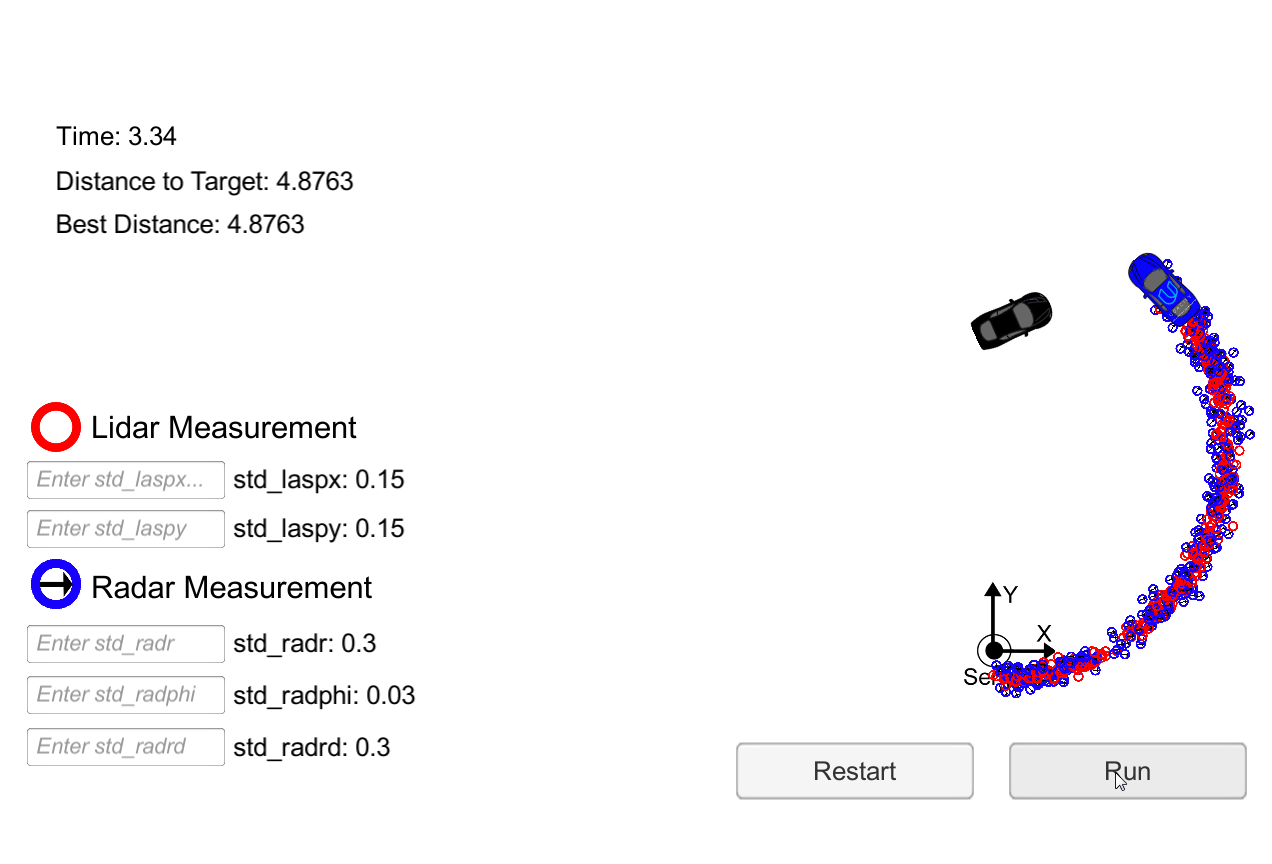 Time: 3.34
Distance to Target: 4.8763
Best Distance: 4.8763
Lidar Measurement
Enter std_laspx... std_laspx: 0.15
Enter std_laspy std_laspy: 0.15
Radar Measurement
Enter std_radr std_radr: 0.3
Enter std_radphi std_radphi: 0.03
Enter std_radrd std_radrd: 0.3
Y
X
Restart Run